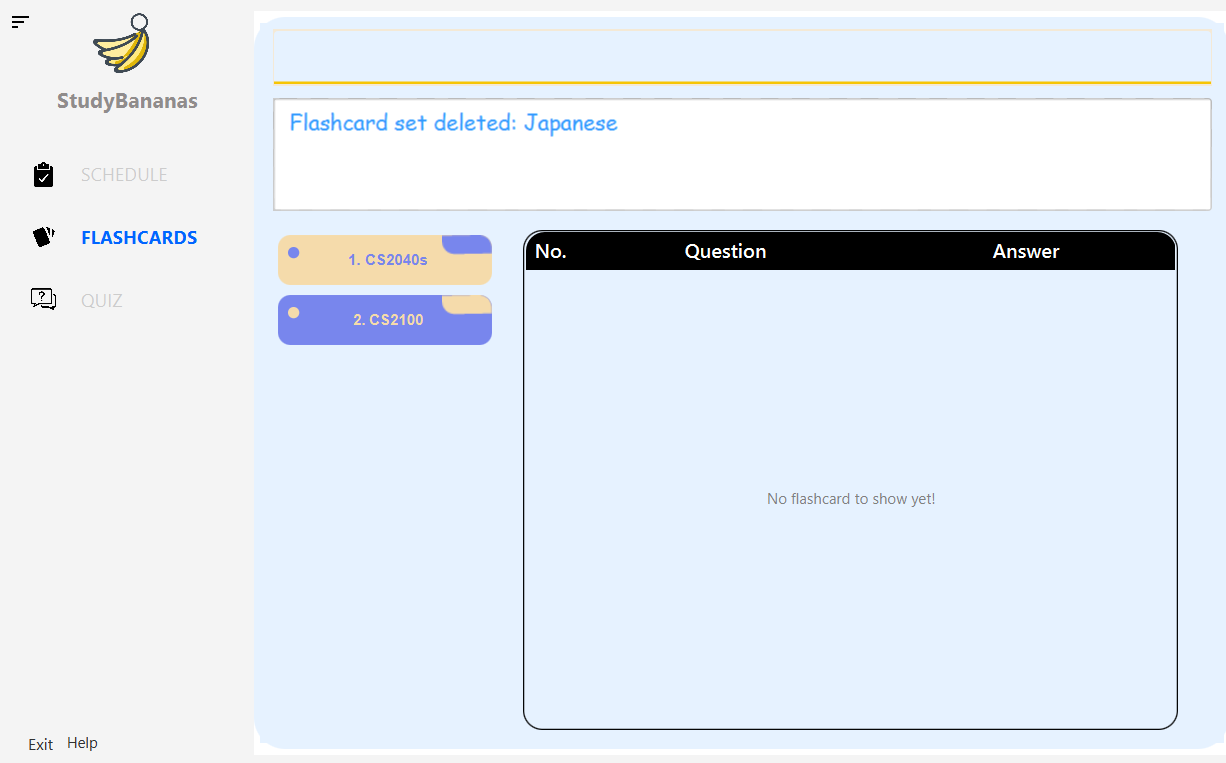 StudyBananas
SCHEDULE
FLASHCARDS
QUIZ
Exit Help
Flashcard set deleted: Japanese
1. CS2040s
2. CS2100
No. Question Answer
No flashcard to show yet!